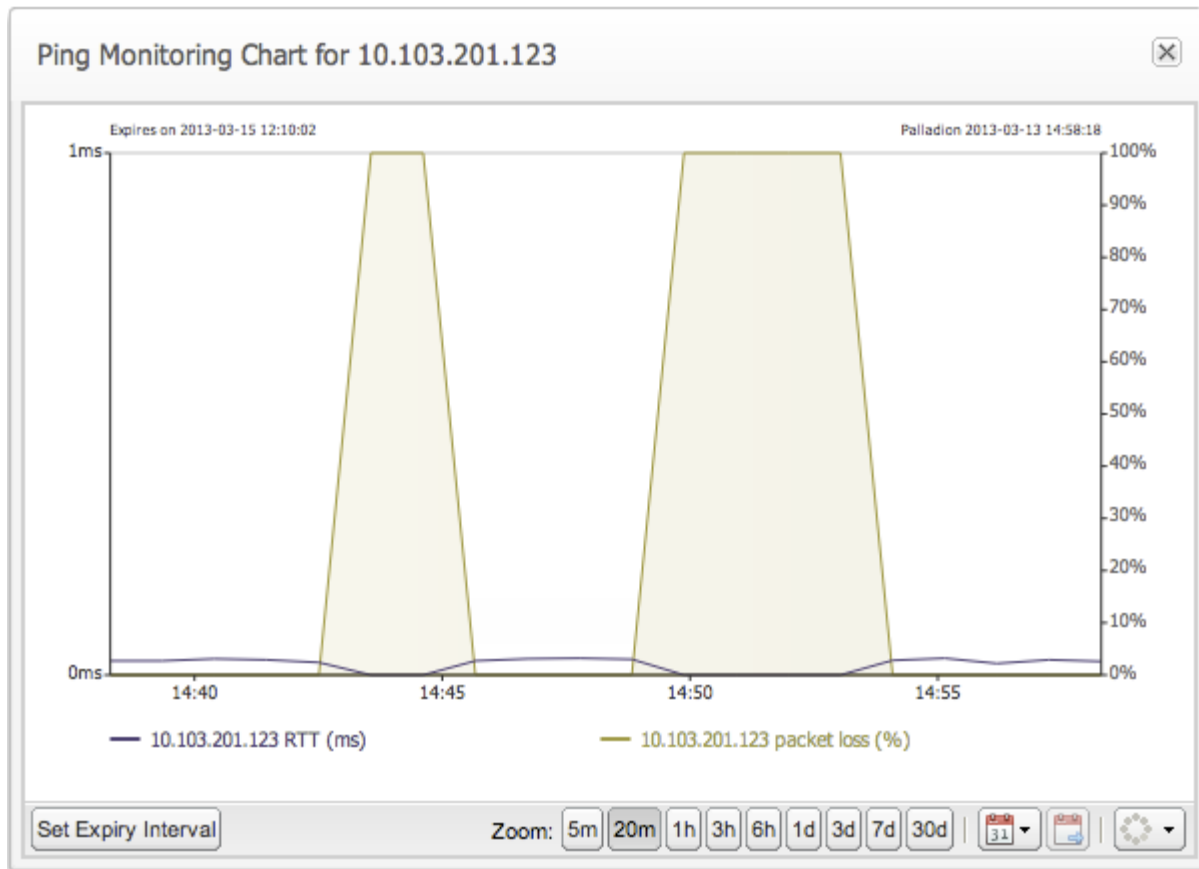 Ping Monitoring Chart for 10.103.201.123
Expires on 2013-03-15 12:10:02
Palladion 2013-03-13 14:58:18
1ms
100%
90%
80%
70%
60%
50%
40%
30%
20%
10%
0ms
0%
14:40
14:45
14:50
14:55
10.103.201.123 RTT (ms)
10.103.201.123 packet loss (%)
Set Expiry Interval
Zoom: 5m 20m 1h 3h 6h 1d 3d 7d 30d
31